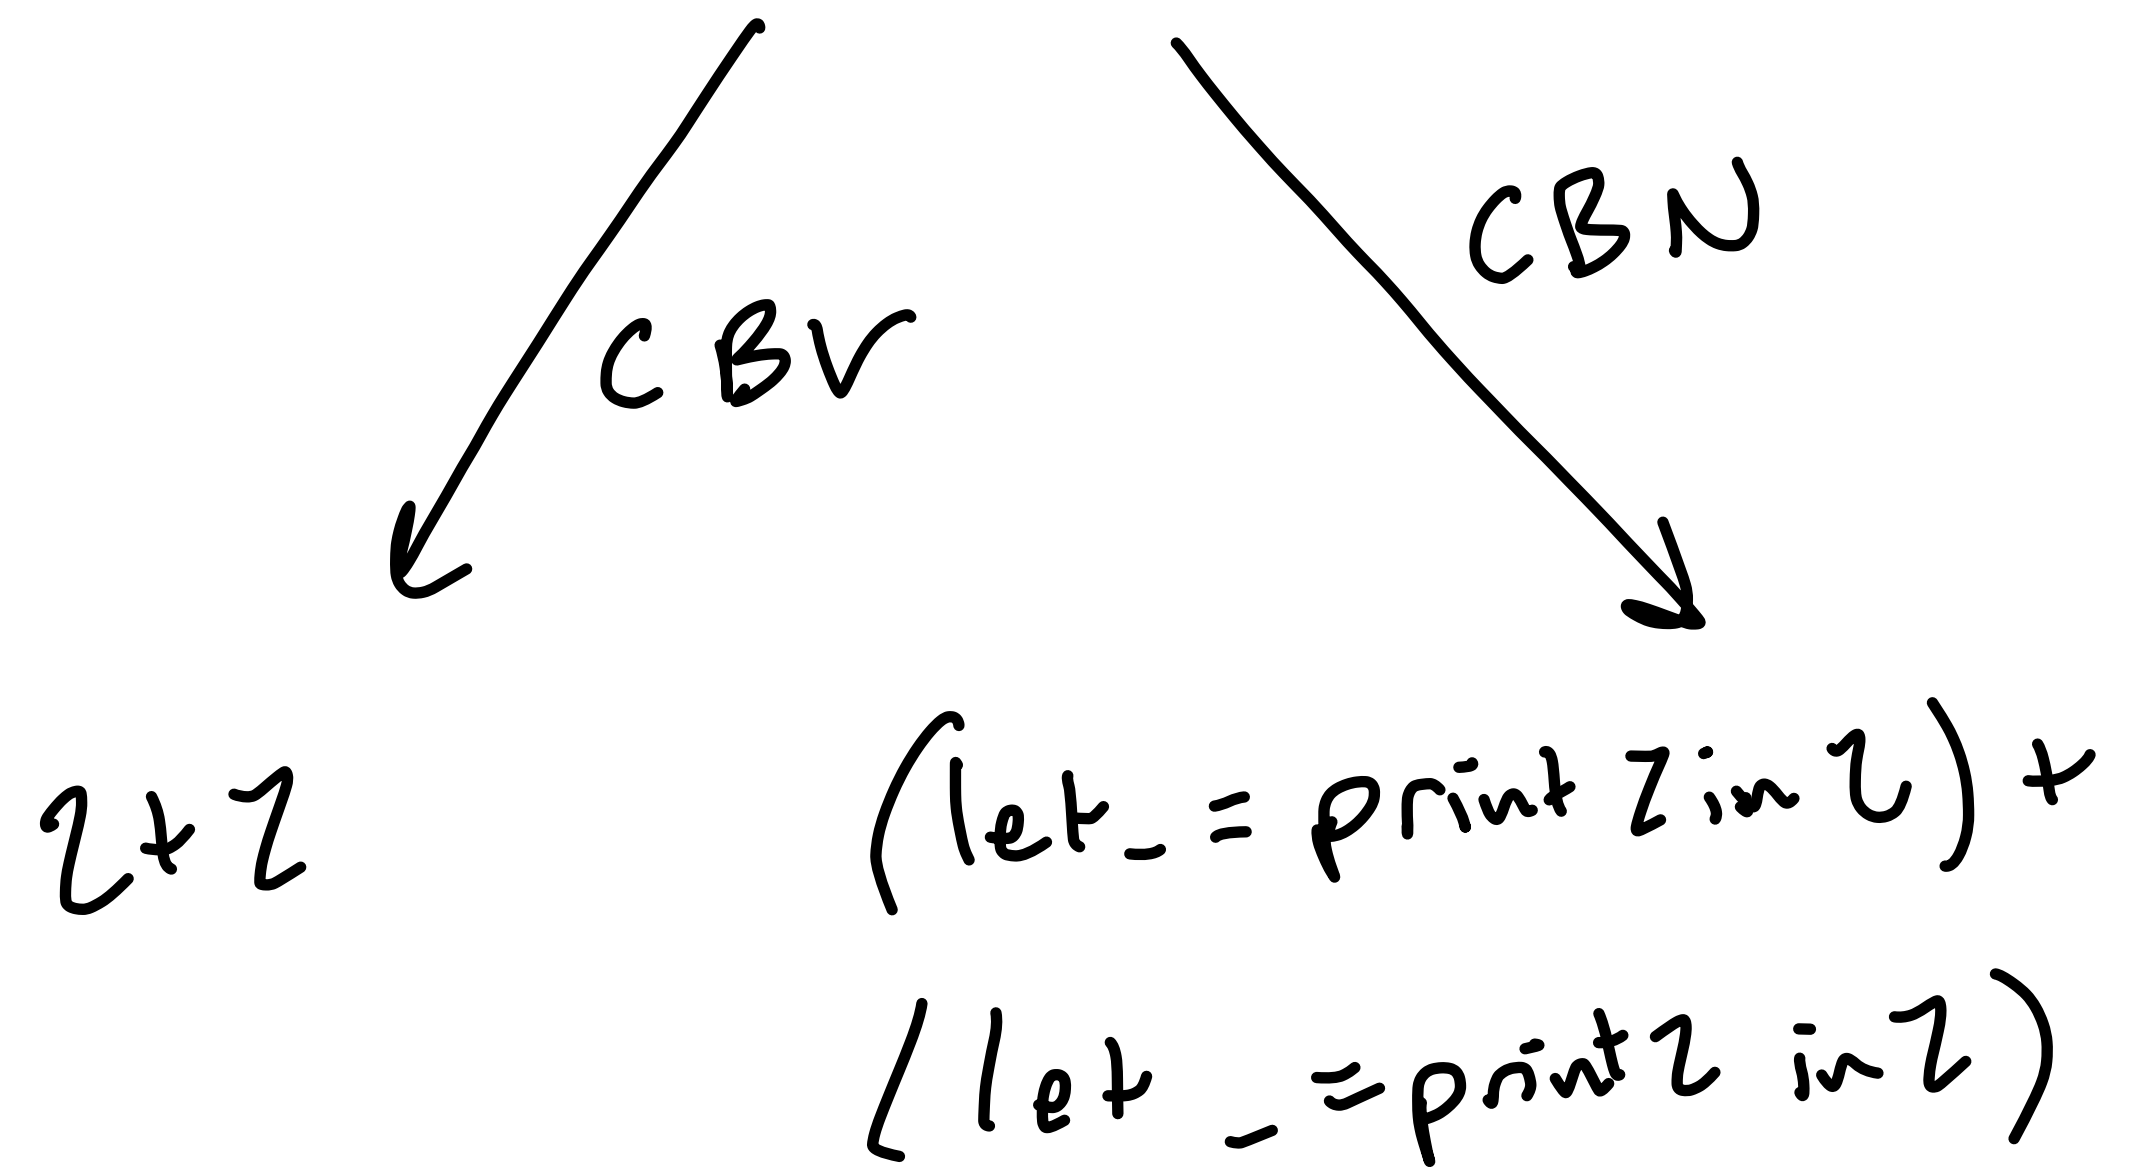 CBN
CBV
2+2
(let _ = print 2 in 2) +
(let _ = print 2 in 2)